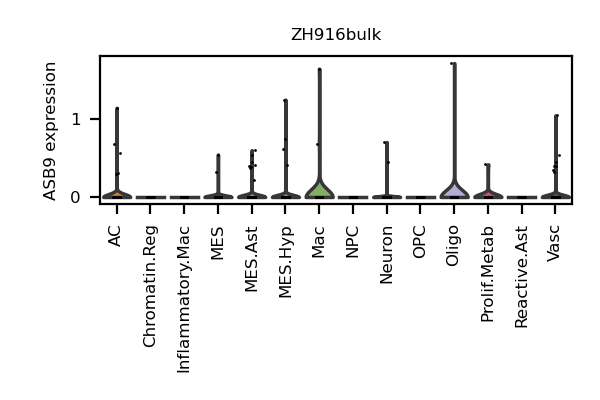 ZH916bulk
ASB9 expression
1
0
AC
Chromatin.Reg
Inflammatory.Mac
MES
MES.Ast
MES.Hyp
Mac
NPC
Neuron
OPC
Oligo
Prolif.Metab
Reactive.Ast
Vasc